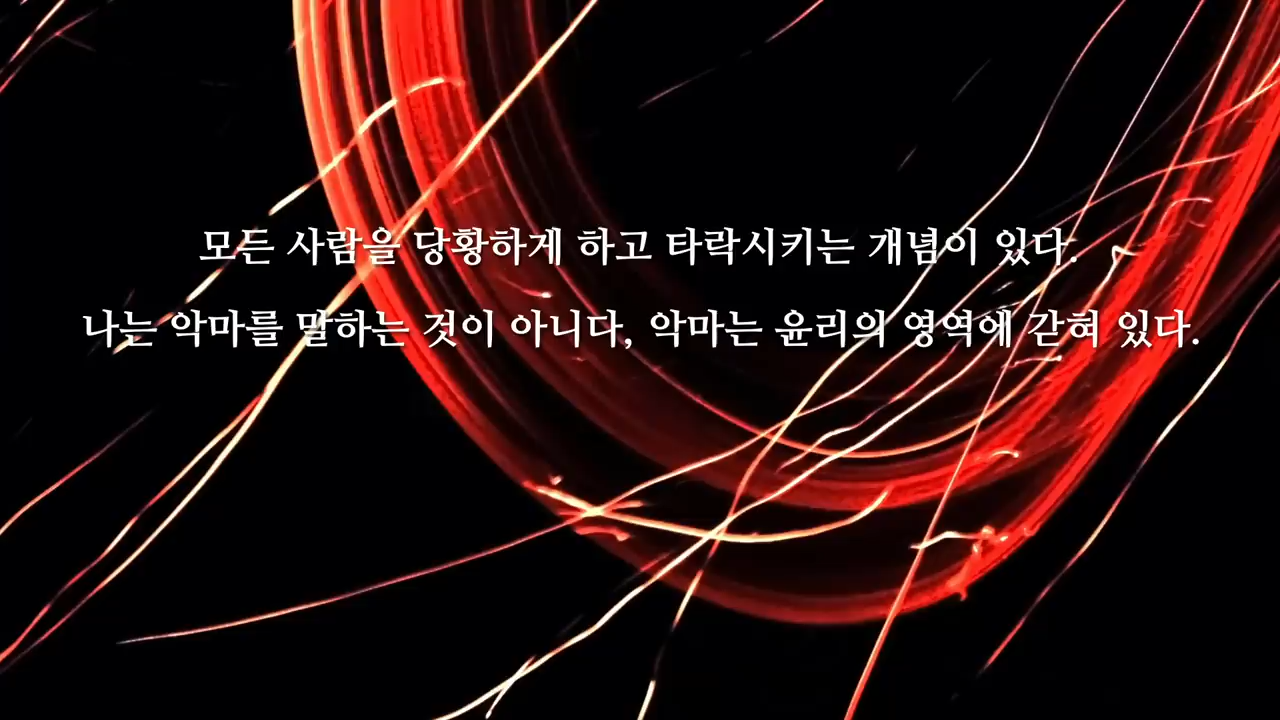 모든 사람을 당황하게 하고 타락시키는 개념이 있다.
나는 악마를 말하는 것이 아니다, 악마는 윤리의 영역에 갇혀 있다.